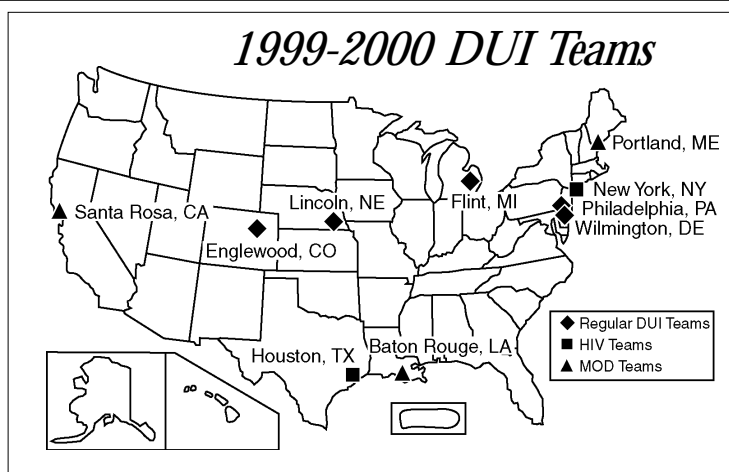 1999-2000 DUI Teams
Portland, ME
New York, NY
Philadelphia, PA
Wilmington, DE
Flint, MI
Lincoln, NE
Santa Rosa, CA
Englewood, CO
Regular DUI Teams
HIV Teams
MOD Teams
Houston, TX
Baton Rouge, LA